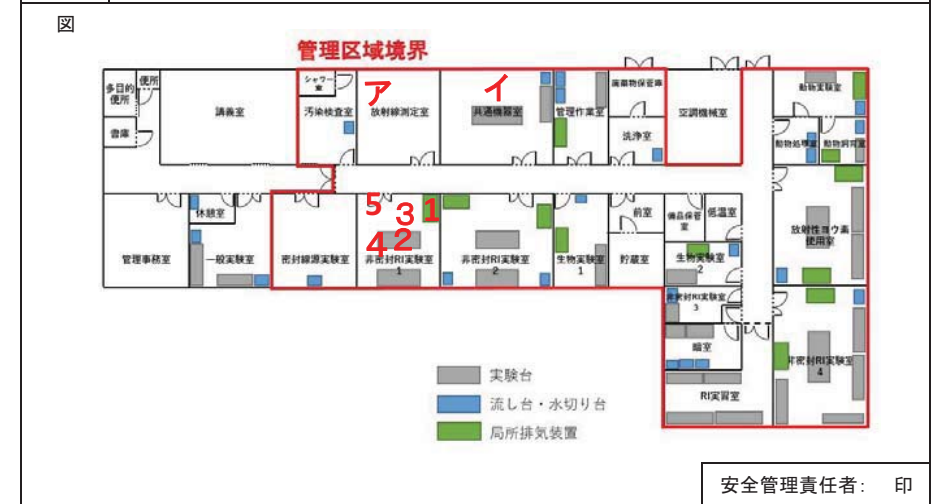 図
管理区域境界
多目的
便所
便所
書庫
講義室
シャワー
室
汚染検査室
ア
放射線測定室
イ
共通機器室
管理作業室
廃棄物保管庫
洗浄室
空調機械室
動物実験室
動物処理室
動物飼育室
管理事務室
休憩室
一般実験室
密封線源実験室
5
3
1
4
2
非密封RI実験室
1
非密封RI実験室
2
生物実験室
1
前室
貯蔵室
備品保管
室
低温室
生物実験室
2
放射性ヨウ素
使用室
非密封RI実験室
3
暗室
RI実習室
非密封RI実験室
4
実験台
流し台・水切り台
局所排気装置
安全管理責任者： 印